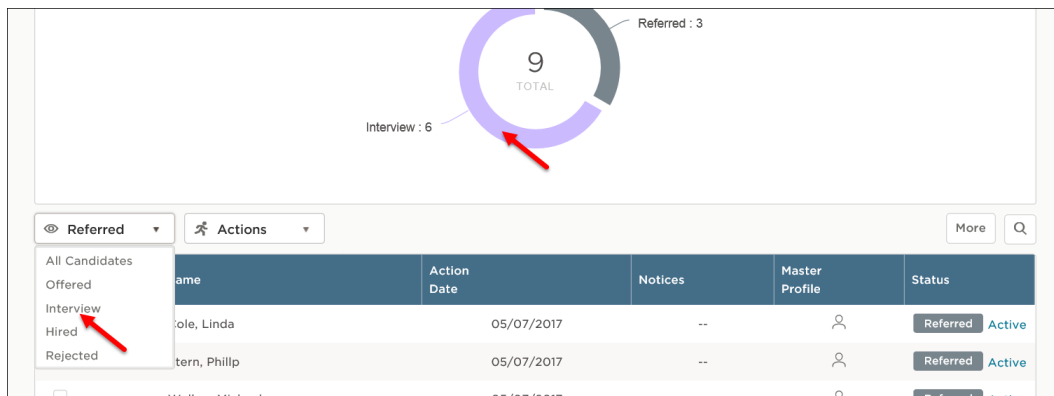 Referred : 3
9
TOTAL
Interview : 6
Referred
Actions
More
All Candidates
Offered
Interview
Hired
Rejected
ame
Action
Date
Notices
Master
Profile
Status
Cole, Linda 05/07/2017 -- Referred Active
tern, Phillp 05/07/2017 -- Referred Active